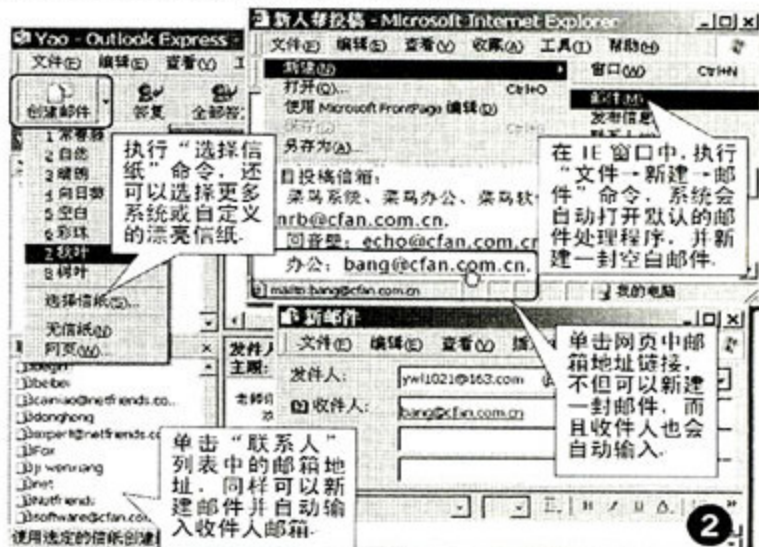 Yao - Outlook Express
文件(F) 编辑(E) 查看(V)
创建邮件 答复 全部答
1 常春藤
2 自然
3 晴朗
4 向日葵
5 空白
6 彩珠
7 秋叶
8 树叶
选择信纸(S)...
无信纸(N)
网页(W)...
执行“选择信
纸”命令,还
可以选择更多
系统或自定义
的漂亮信纸.
新人帮投稿 - Microsoft Internet Explorer
文件(F) 编辑(E) 查看(V) 收藏(A) 工具(T) 帮助(H)
新建(N)
打开(O)... Ctrl+O
使用 Microsoft FrontPage 编辑(D)
保存(S)
另存为(A)...
窗口(W) Ctrl+N
邮件(M)
发布信息
在 IE 窗口中,执行
“文件→新建→邮
件”命令,系统会
自动打开默认的邮
件处理程序,并新
建一封空白邮件.
目投稿信箱:
菜鸟系统、菜鸟办公、菜鸟软
nrb@cfan.com.cn.
回音壁: echo@cfan.com.cn
办公: bang@cfan.com.cn.
mailto:bang@cfan.com.cn 我的电脑
新邮件
文件(F) 编辑(E) 查看(V)
发件人: ywl1021@163.com
收件人: bang@cfan.com.cn
单击网页中邮
箱地址链接,
不但可以新建
一封邮件,而
且收件人也会
自动输入.
发件人
主题:
老师
beibei
cainiao@netfriends.co...
donghong
expert@netfriends.co
Fox
ji wenxiang
net
Netfriends
software@cfan.com
使用选定的信纸创建
单击“联系人”
列表中的邮箱地
址,同样可以新
建邮件并自动输
入收件人邮箱.
2